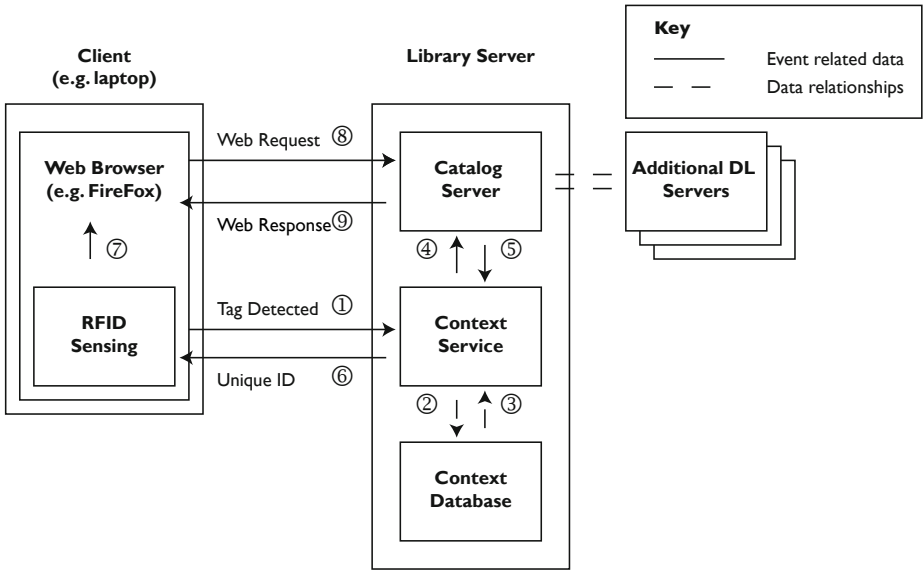 Client
(e.g. laptop)
Library Server
Key
Event related data
Data relationships
Web Browser
(e.g. FireFox)
Web Request ⑧
Catalog
Server
Additional DL
Servers
Web Response⑨
⑦
④
⑤
RFID
Sensing
Tag Detected ①
Context
Service
Unique ID ⑥
②
③
Context
Database